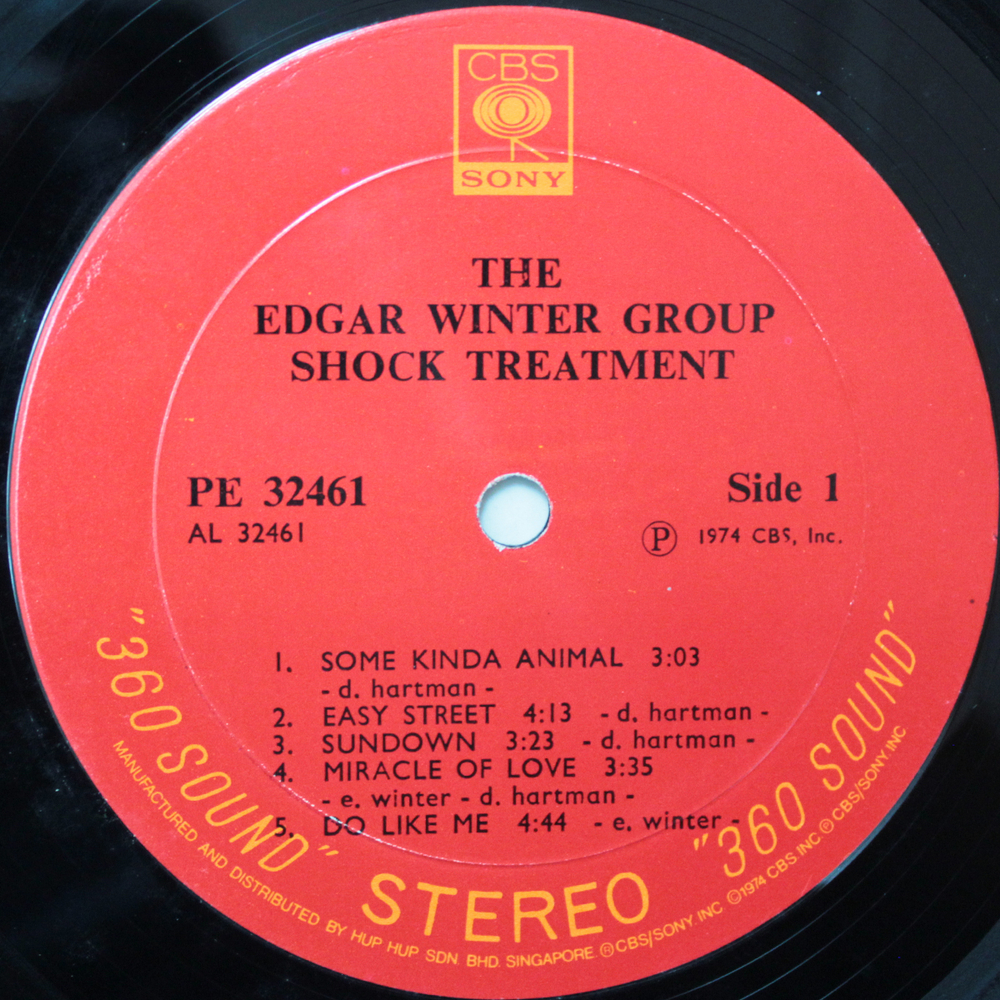 CBS
SONY
THE
EDGAR WINTER GROUP
SHOCK TREATMENT
PE 32461
AL 32461
Side 1
Ⓟ 1974 CBS, Inc.
1. SOME KINDA ANIMAL 3:03
- d. hartman -
2. EASY STREET 4:13 - d. hartman -
3. SUNDOWN 3:23 - d. hartman -
4. MIRACLE OF LOVE 3:35
- e. winter - d. hartman -
5. DO LIKE ME 4:44 - e. winter -
"360 SOUND" STEREO "360 SOUND"
MANUFACTURED AND DISTRIBUTED BY HUP HUP SDN. BHD. SINGAPORE. ® CBS/SONY. INC ©1974 CBS. INC. ℗ CBS/SONY. INC